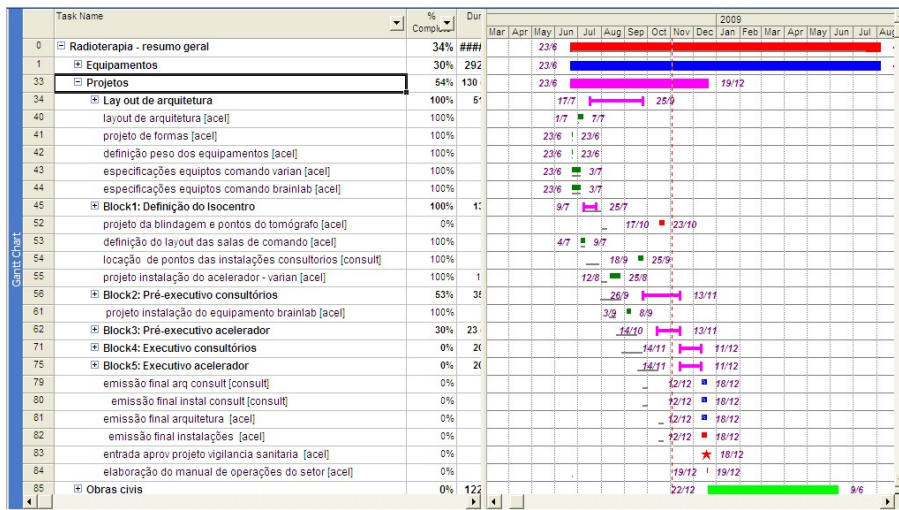 Task Name % Complete Dur 2009
Mar Apr May Jun Jul Aug Sep Oct Nov Dec Jan Feb Mar Apr May Jun Jul Aug
0 Radioterapia - resumo geral 34% #### 23/6
1 Equipamentos 30% 292 23/6
33 Projetos 54% 130 23/6 19/12
34 Lay out de arquitetura 100% 51 17/7 25/9
40 layout de arquitetura [acel] 100% 1/7 7/7
41 projeto de formas [acel] 100% 23/6 23/6
42 definição peso dos equipamentos [acel] 100% 23/6 23/6
43 especificações equiptos comando varian [acel] 100% 23/6 3/7
44 especificações equiptos comando brainlab [acel] 100% 23/6 3/7
45 Block1: Definição do Isocentro 100% 13 9/7 25/7
52 projeto da blindagem e pontos do tomógrafo [acel] 0% 17/10 23/10
53 definição do layout das salas de comando [acel] 100% 4/7 9/7
54 locação de pontas das instalações consultorios [consult] 100% 18/9 25/9
55 projeto instalação do acelerador - varian [acel] 100% 1 12/8 25/8
56 Block2: Pré-executivo consultórios 53% 35 26/9 13/11
61 projeto instalação do equipamento brainlab [acel] 100% 3/9 8/9
62 Block3: Pré-executivo acelerador 30% 23 14/10 13/11
71 Block4: Executivo consultórios 0% 20 14/11 11/12
75 Block5: Executivo acelerador 0% 20 14/11 11/12
79 emissão final arq consult [consult] 0% 12/12 18/12
80 emissão final instal consult [consult] 0% 12/12 18/12
81 emissão final arquitetura [acel] 0% 12/12 18/12
82 emissão final instalações [acel] 0% 12/12 18/12
83 entrada aprov projeto vigilancia sanitaria [acel] 0% 18/12
84 elaboração do manual de operações do setor [acel] 0% 19/12 19/12
85 Obras civis 0% 122 22/12 9/6
Gantt Chart